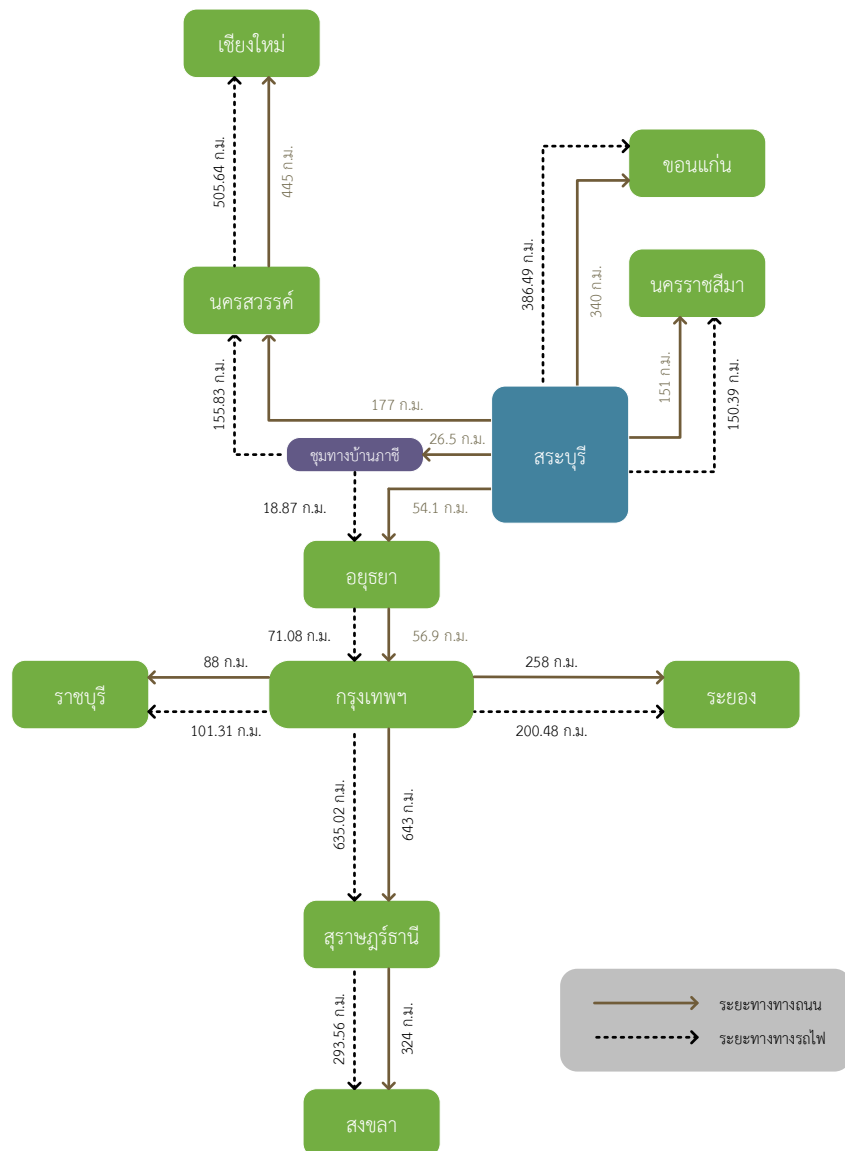 เชียงใหม่
505.64 ก.ม.
445 ก.ม.
ขอนแก่น
386.49 ก.ม.
340 ก.ม.
นครราชสีมา
นครสวรรค์
151 ก.ม.
150.39 ก.ม.
155.83 ก.ม.
177 ก.ม.
26.5 ก.ม.
ชุมทางบ้านภาชี
สระบุรี
18.87 ก.ม.
54.1 ก.ม.
อยุธยา
71.08 ก.ม.
56.9 ก.ม.
88 ก.ม.
258 ก.ม.
ราชบุรี
กรุงเทพฯ
ระยอง
101.31 ก.ม.
200.48 ก.ม.
635.02 ก.ม.
643 ก.ม.
สุราษฎร์ธานี
293.56 ก.ม.
324 ก.ม.
ระยะทางทางถนน
ระยะทางทางรถไฟ
สงขลา